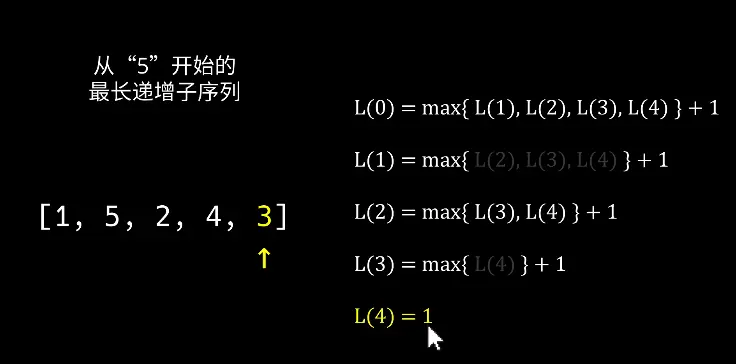 从“5”开始的
最长递增子序列
L(0) = max{ L(1), L(2), L(3), L(4) } + 1
L(1) = max{ L(2), L(3), L(4) } + 1
[1, 5, 2, 4, 3]
L(2) = max{ L(3), L(4) } + 1
↑
L(3) = max{ L(4) } + 1
L(4) = 1